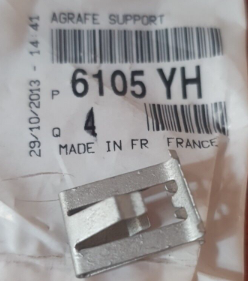 AGRAFE SUPPORT
P 6105 YH
Q 4
MADE IN FR FRANCE
29/10/2013 - 14 41